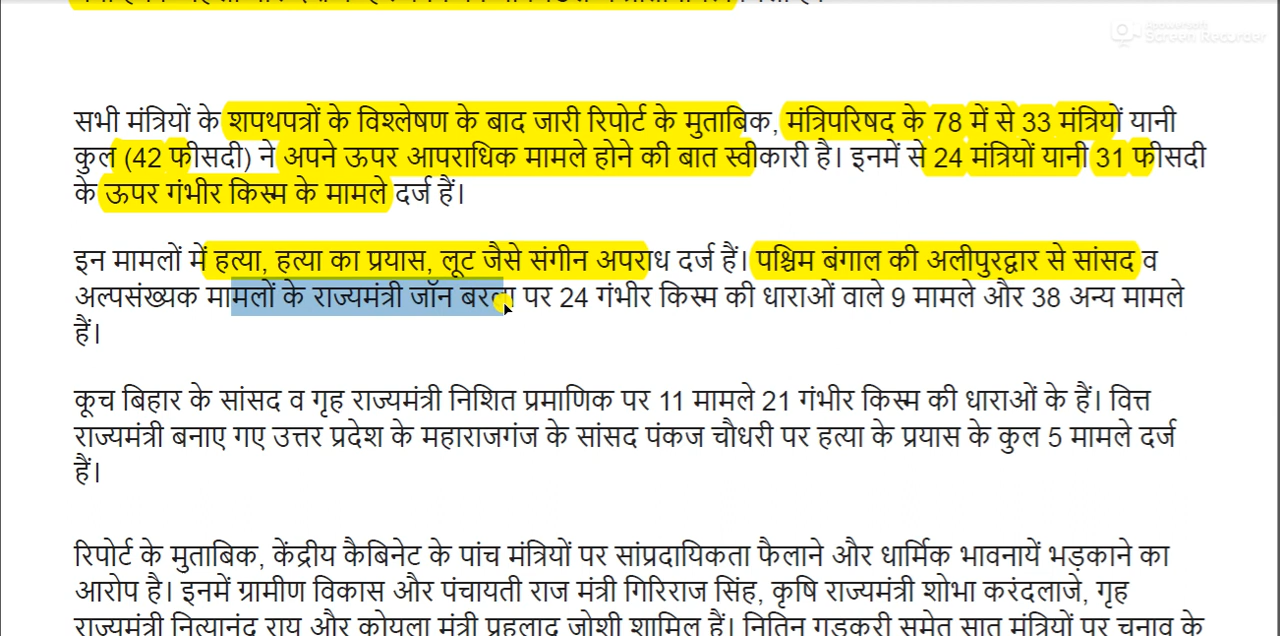 Apowersoft
Screen Recorder
सभी मंत्रियों के शपथपत्रों के विश्लेषण के बाद जारी रिपोर्ट के मुताबिक, मंत्रिपरिषद के 78 में से 33 मंत्रियों यानी
कुल (42 फीसदी) ने अपने ऊपर आपराधिक मामले होने की बात स्वीकारी है। इनमें से 24 मंत्रियों यानी 31 फीसदी
के ऊपर गंभीर किस्म के मामले दर्ज हैं।
इन मामलों में हत्या, हत्या का प्रयास, लूट जैसे संगीन अपराध दर्ज हैं। पश्चिम बंगाल की अलीपुरद्वार से सांसद व
अल्पसंख्यक मामलों के राज्यमंत्री जॉन बरला पर 24 गंभीर किस्म की धाराओं वाले 9 मामले और 38 अन्य मामले
हैं।
कूच बिहार के सांसद व गृह राज्यमंत्री निशित प्रमाणिक पर 11 मामले 21 गंभीर किस्म की धाराओं के हैं। वित्त
राज्यमंत्री बनाए गए उत्तर प्रदेश के महाराजगंज के सांसद पंकज चौधरी पर हत्या के प्रयास के कुल 5 मामले दर्ज
हैं।
रिपोर्ट के मुताबिक, केंद्रीय कैबिनेट के पांच मंत्रियों पर सांप्रदायिकता फैलाने और धार्मिक भावनायें भड़काने का
आरोप है। इनमें ग्रामीण विकास और पंचायती राज मंत्री गिरिराज सिंह, कृषि राज्यमंत्री शोभा करंदलाजे, गृह
राज्यमंत्री नित्यानंद राय और कोयला मंत्री प्रहलाद जोशी शामिल हैं। नितिन गडकरी समेत सात मंत्रियों पर चुनाव के